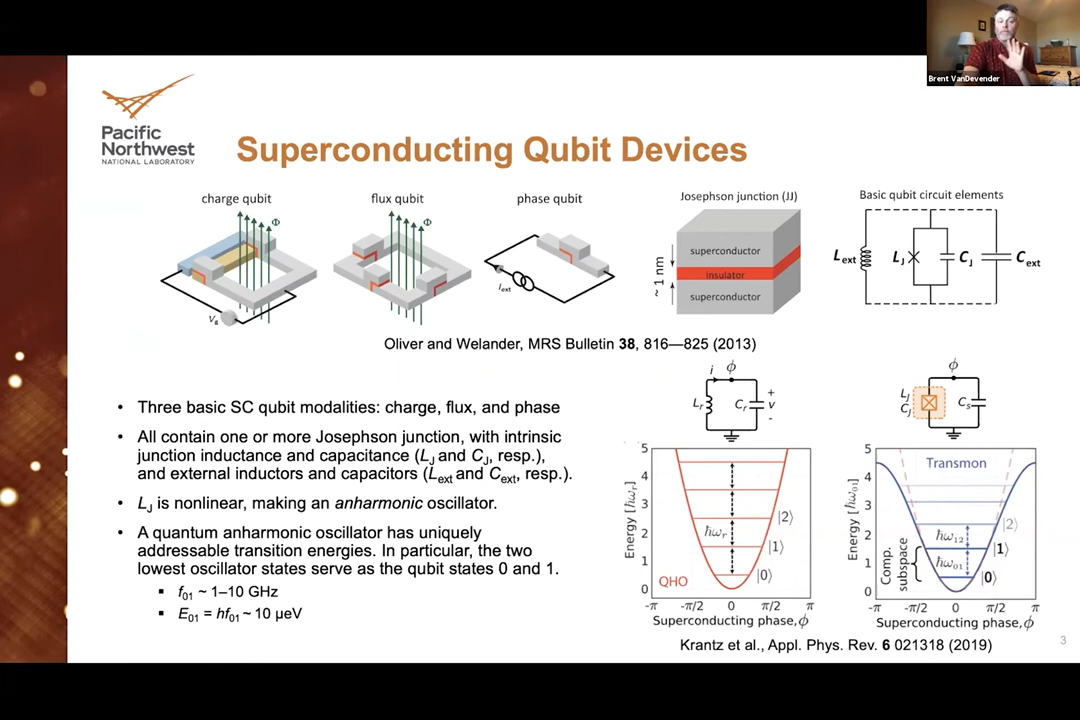 Brent VanDevender
Pacific
Northwest
NATIONAL LABORATORY
Superconducting Qubit Devices
charge qubit
Φ
Vg
flux qubit
Φ
phase qubit
Iext
Josephson junction (JJ)
superconductor
insulator
superconductor
~ 1 nm
Basic qubit circuit elements
Lext
LJ
CJ
Cext
Oliver and Welander, MRS Bulletin 38, 816—825 (2013)
• Three basic SC qubit modalities: charge, flux, and phase
• All contain one or more Josephson junction, with intrinsic
junction inductance and capacitance (LJ and CJ, resp.),
and external inductors and capacitors (Lext and Cext, resp.).
• LJ is nonlinear, making an anharmonic oscillator.
• A quantum anharmonic oscillator has uniquely
addressable transition energies. In particular, the two
lowest oscillator states serve as the qubit states 0 and 1.
▪ f01 ~ 1–10 GHz
▪ E01 = hf01 ~ 10 µeV
i ϕ
Lr Cr + v -
5
4
3
2
1
0
Energy [ħωr]
ħωr
|2⟩
|1⟩
|0⟩
QHO
-π -π/2 0 π/2 π
Superconducting phase, ϕ
ϕ
LJ
CJ
Cs
5
4
3
2
1
0
Energy [ħω01]
Transmon
Comp.
subspace
ħω12
ħω01
|2⟩
|1⟩
|0⟩
-π -π/2 0 π/2 π
Superconducting phase, ϕ
Krantz et al., Appl. Phys. Rev. 6 021318 (2019)
3